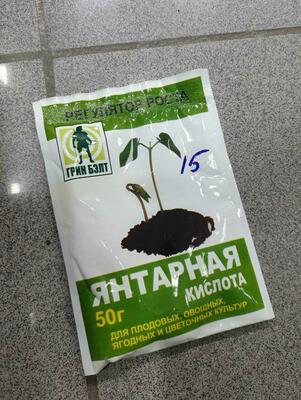 РЕГУЛЯТОР РОСТА
ГРИН БЭЛТ
15
ЯНТАРНАЯ
КИСЛОТА
50г
ДЛЯ ПЛОДОВЫХ, ОВОЩНЫХ,
ЯГОДНЫХ И ЦВЕТОЧНЫХ КУЛЬТУР